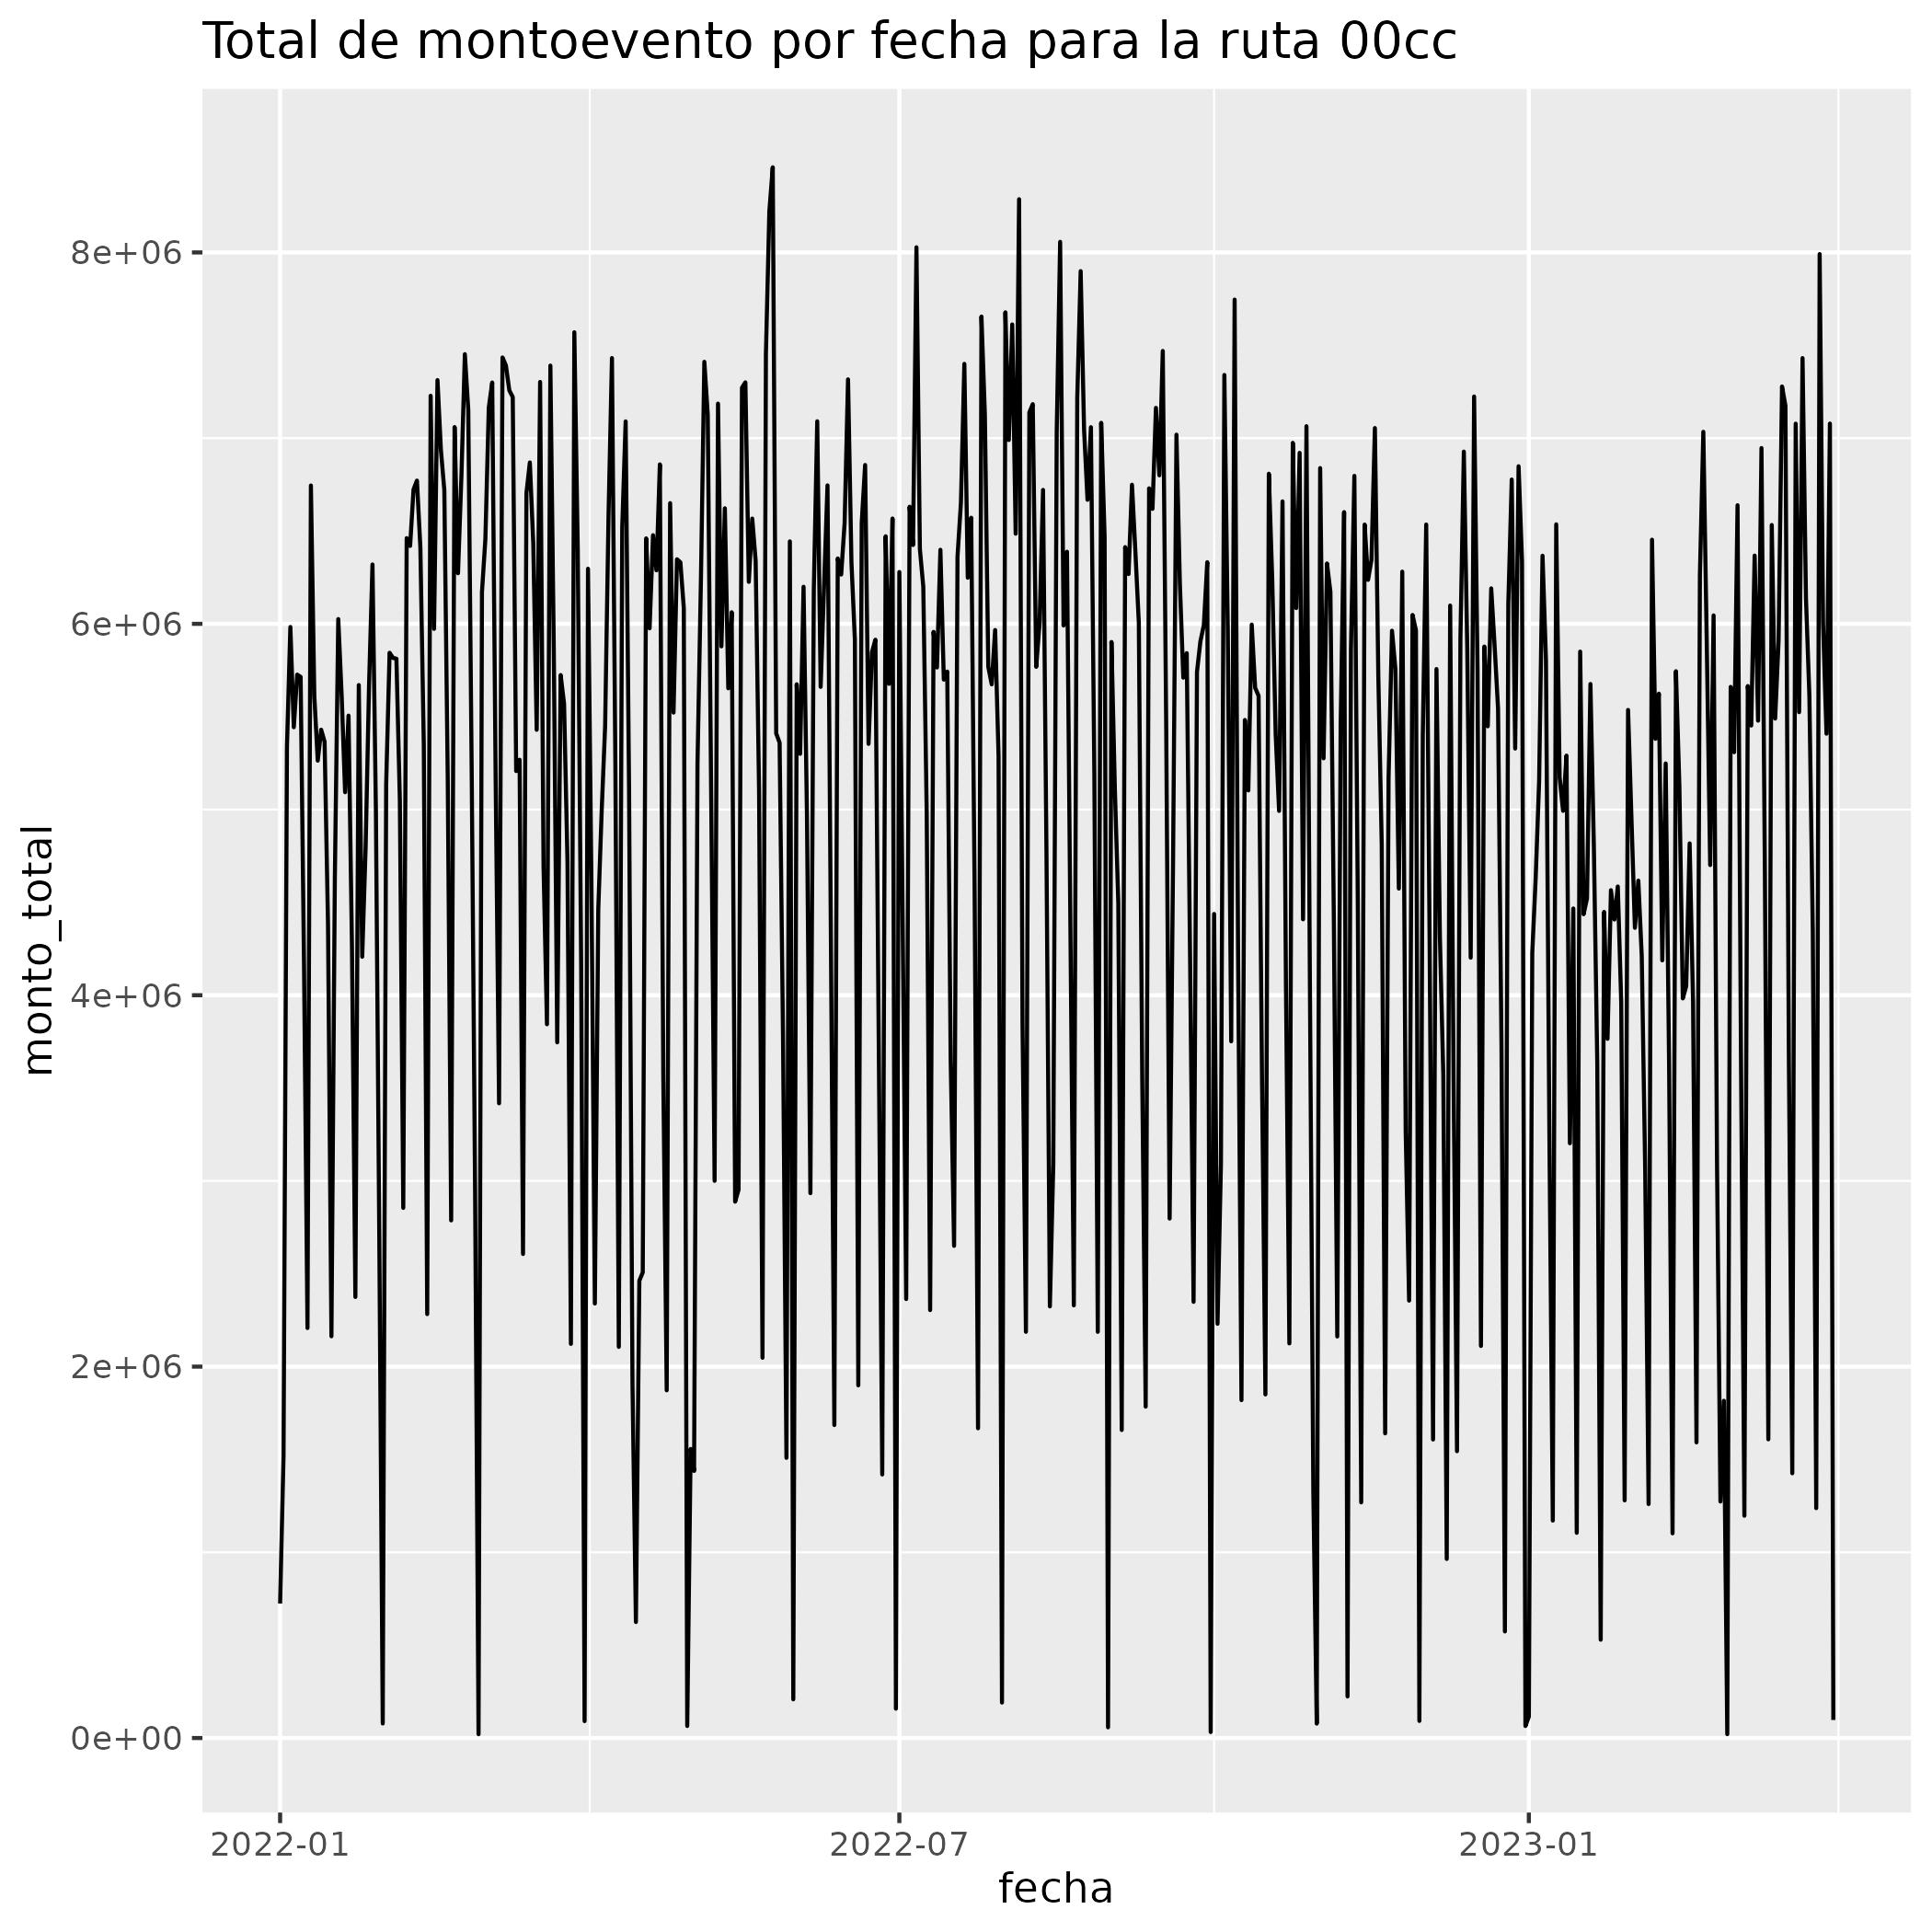 Total de montoevento por fecha para la ruta 00cc
monto_total
8e+06
6e+06
4e+06
2e+06
0e+00
2022-01
2022-07
2023-01
fecha